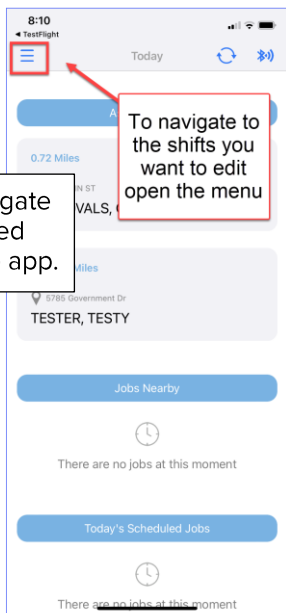 8:10
◀ TestFlight
Today
A
To navigate to
the shifts you
want to edit
open the menu
0.72 Miles
IN ST
VALS,
gate
ed
app.
Miles
5785 Government Dr
TESTER, TESTY
Jobs Nearby
There are no jobs at this moment
Today's Scheduled Jobs
There are no jobs at this moment